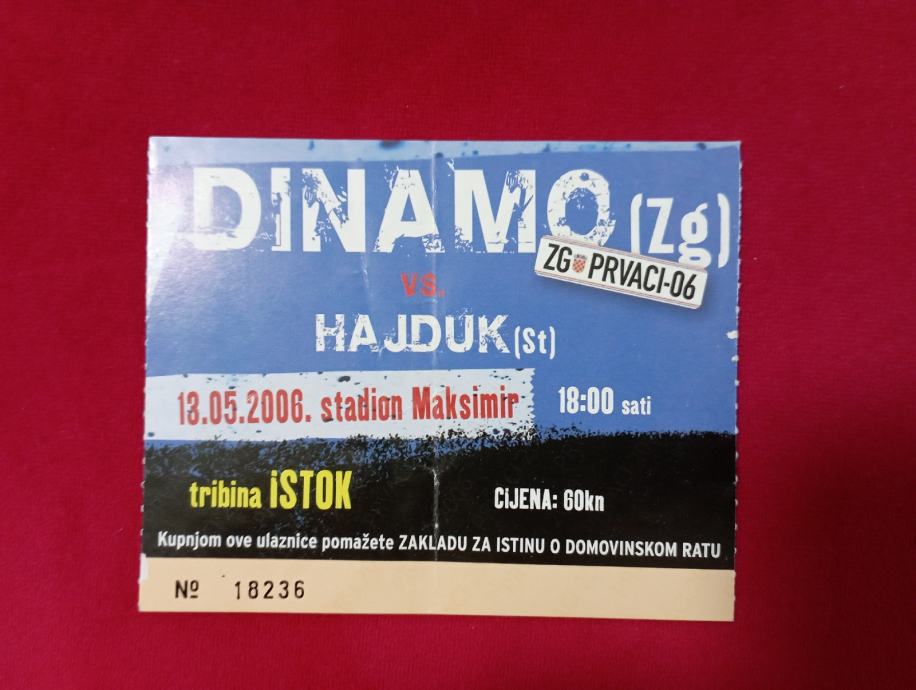 DINAMO (Zg)
ZG PRVACI-06
vs.
HAJDUK (St)
13.05.2006. stadion Maksimir 18:00 sati
tribina iSTOK CiJENA: 60kn
Kupnjom ove ulaznice pomažete ZAKLADU ZA ISTINU O DOMOVINSKOM RATU
Nº 18236